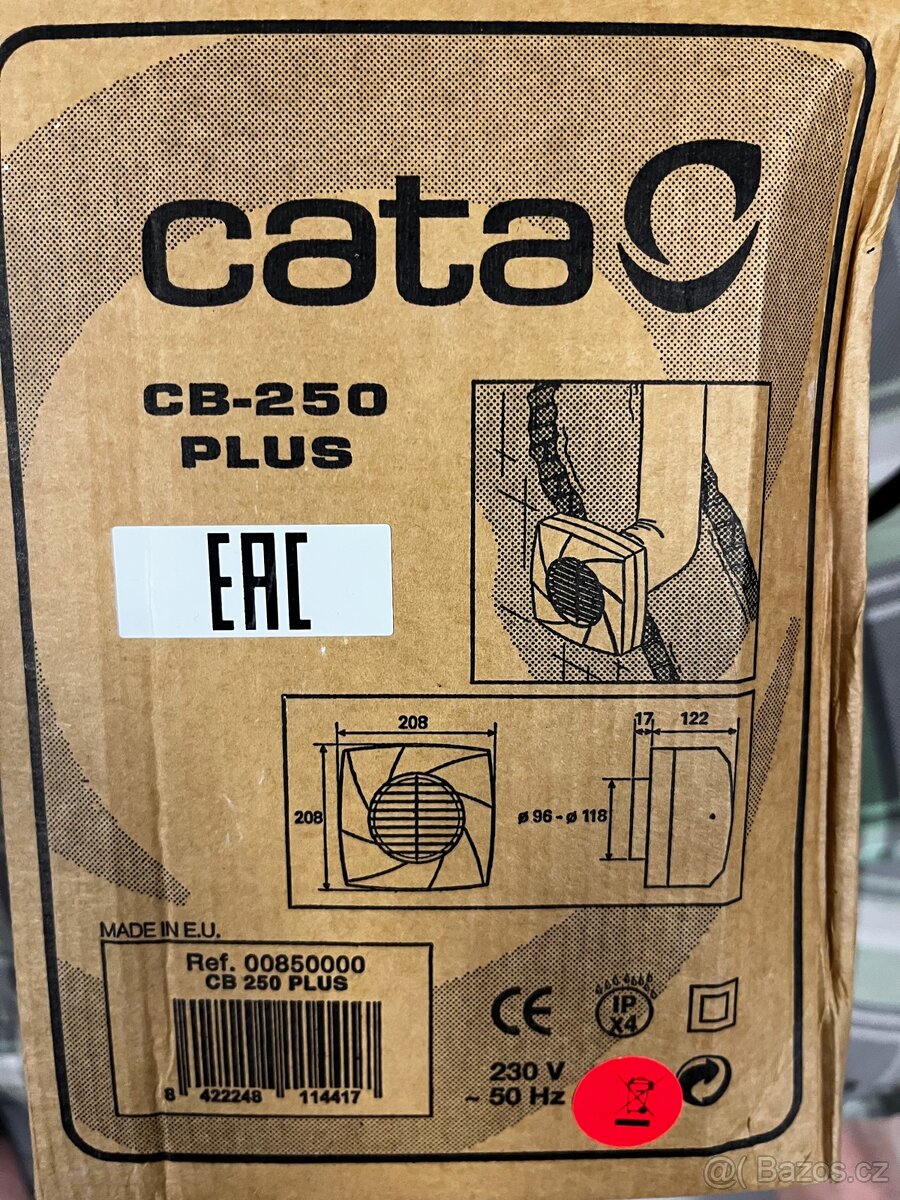 cata
CB-250
PLUS
EAC
208
17
122
208
ø 96 - ø 118
MADE IN E.U.
Ref. 00850000
CB 250 PLUS
8 422248 114417
CE
IP
X4
230 V
~ 50 Hz
@( Bazos.cz